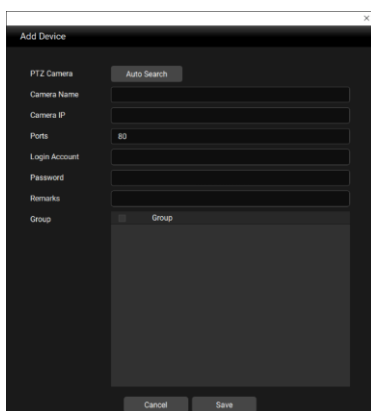 Add Device
PTZ Camera Auto Search
Camera Name
Camera IP
Ports 80
Login Account
Password
Remarks
Group Group
Cancel Save